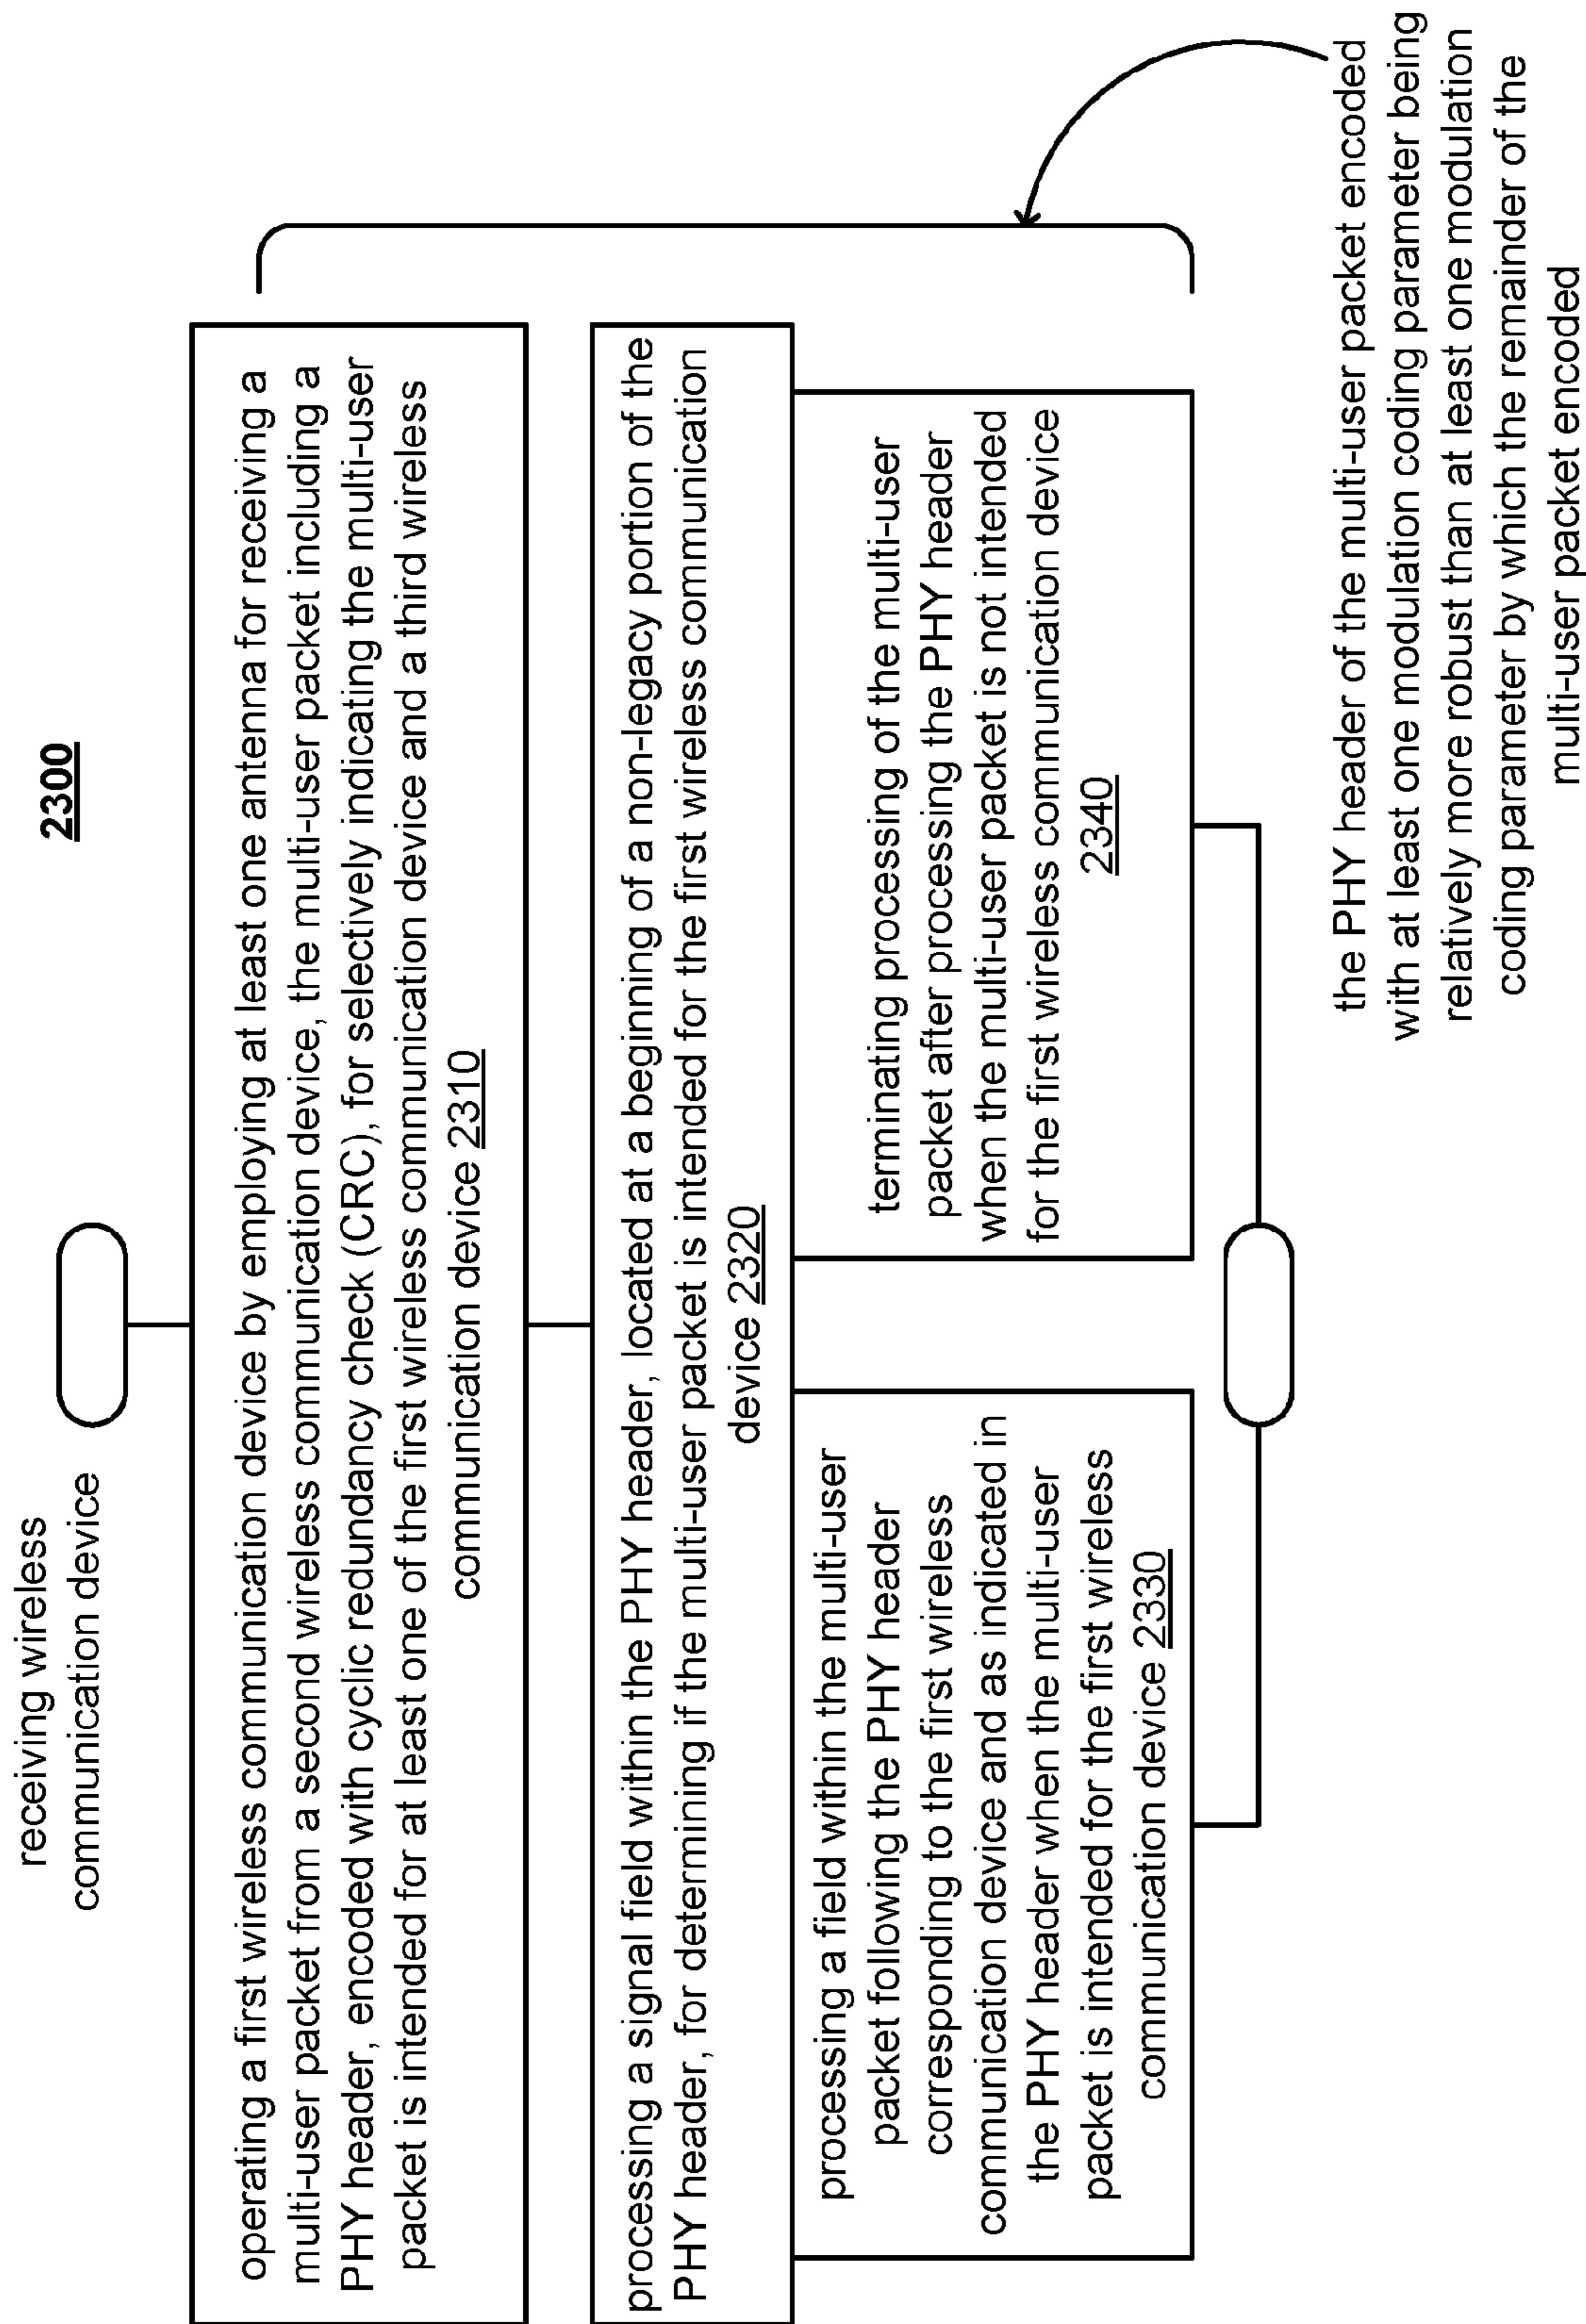 2300
receiving wireless
communication device
operating a first wireless communication device by employing at least one antenna for receiving a
multi-user packet from a second wireless communication device, the multi-user packet including a
PHY header, encoded with cyclic redundancy check (CRC), for selectively indicating the multi-user
packet is intended for at least one of the first wireless communication device and a third wireless
communication device 2310
processing a signal field within the PHY header, located at a beginning of a non-legacy portion of the
PHY header, for determining if the multi-user packet is intended for the first wireless communication
device 2320
processing a field within the multi-user
packet following the PHY header
corresponding to the first wireless
communication device and as indicated in
the PHY header when the multi-user
packet is intended for the first wireless
communication device 2330
terminating processing of the multi-user
packet after processing the PHY header
when the multi-user packet is not intended
for the first wireless communication device
2340
the PHY header of the multi-user packet encoded
with at least one modulation coding parameter being
relatively more robust than at least one modulation
coding parameter by which the remainder of the
multi-user packet encoded